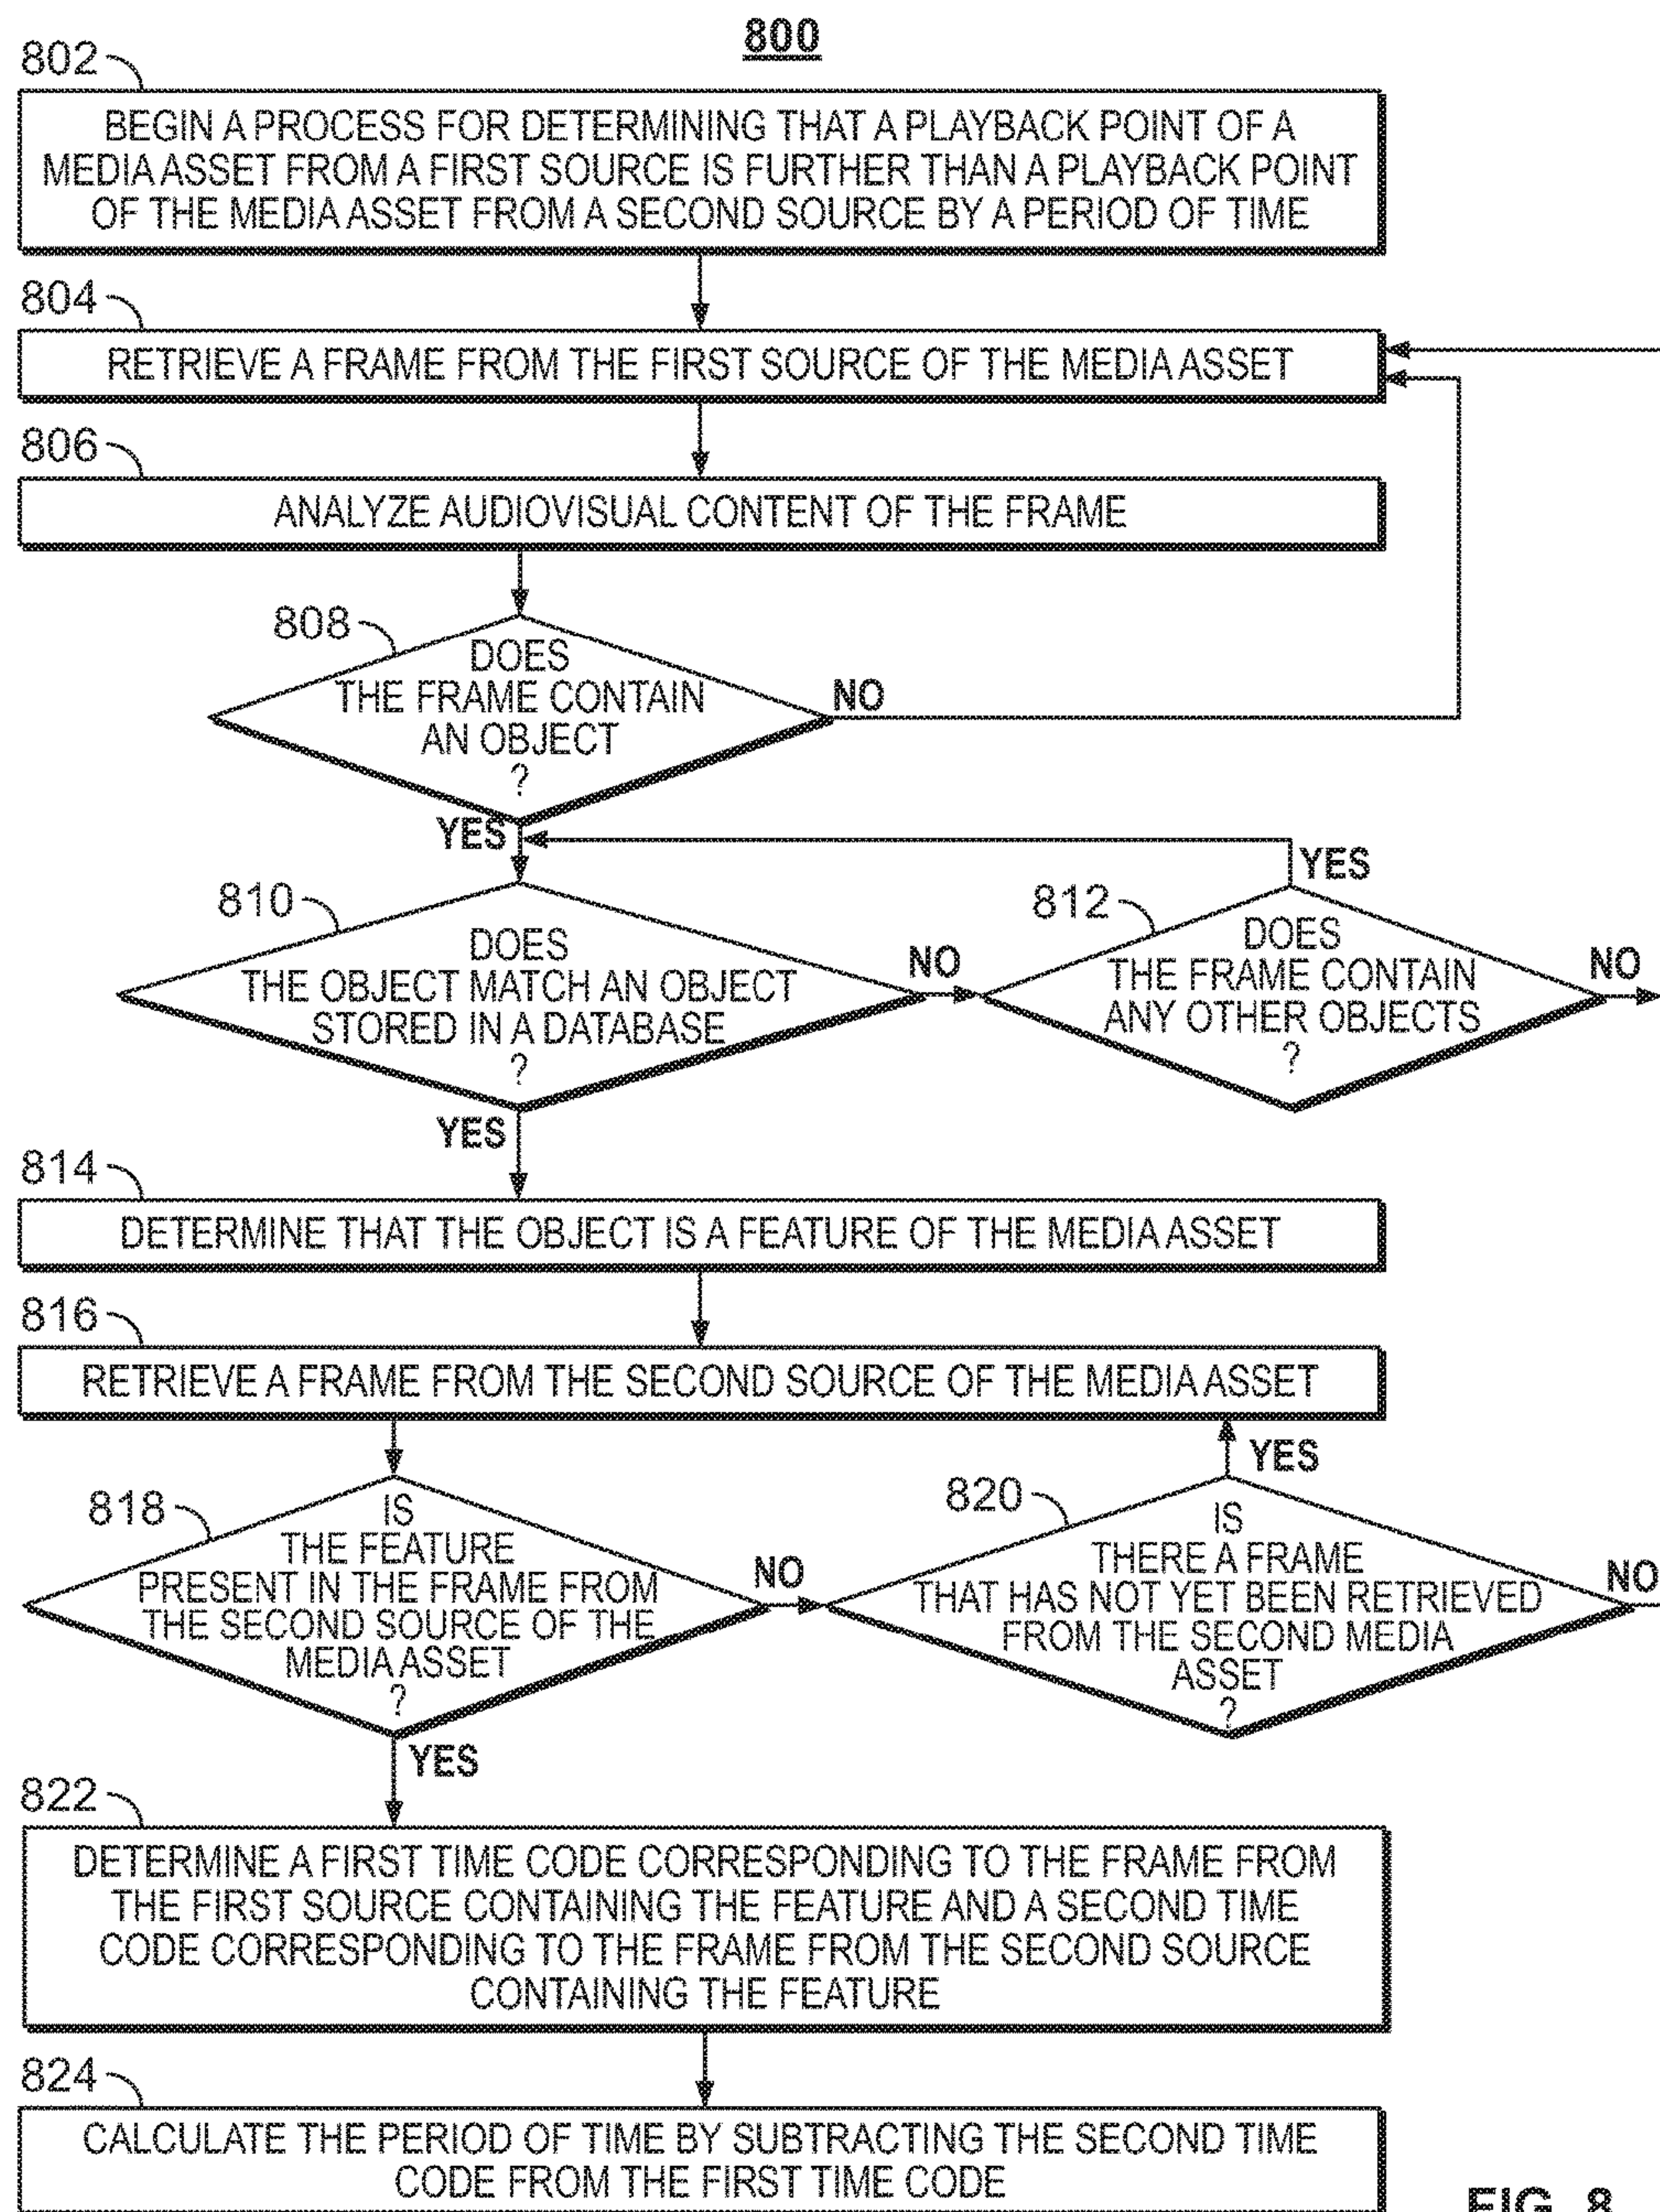 800
802
BEGIN A PROCESS FOR DETERMINING THAT A PLAYBACK POINT OF A
MEDIA ASSET FROM A FIRST SOURCE IS FURTHER THAN A PLAYBACK POINT
OF THE MEDIA ASSET FROM A SECOND SOURCE BY A PERIOD OF TIME
804
RETRIEVE A FRAME FROM THE FIRST SOURCE OF THE MEDIA ASSET
806
ANALYZE AUDIOVISUAL CONTENT OF THE FRAME
808
DOES
THE FRAME CONTAIN
AN OBJECT
?
NO
YES
810
DOES
THE OBJECT MATCH AN OBJECT
STORED IN A DATABASE
?
NO
YES
812
DOES
THE FRAME CONTAIN
ANY OTHER OBJECTS
?
YES
NO
814
DETERMINE THAT THE OBJECT IS A FEATURE OF THE MEDIA ASSET
816
RETRIEVE A FRAME FROM THE SECOND SOURCE OF THE MEDIA ASSET
818
IS
THE FEATURE
PRESENT IN THE FRAME FROM
THE SECOND SOURCE OF THE
MEDIA ASSET
?
NO
YES
820
IS
THERE A FRAME
THAT HAS NOT YET BEEN RETRIEVED
FROM THE SECOND MEDIA
ASSET
?
YES
NO
822
DETERMINE A FIRST TIME CODE CORRESPONDING TO THE FRAME FROM
THE FIRST SOURCE CONTAINING THE FEATURE AND A SECOND TIME
CODE CORRESPONDING TO THE FRAME FROM THE SECOND SOURCE
CONTAINING THE FEATURE
824
CALCULATE THE PERIOD OF TIME BY SUBTRACTING THE SECOND TIME
CODE FROM THE FIRST TIME CODE
FIG. 8